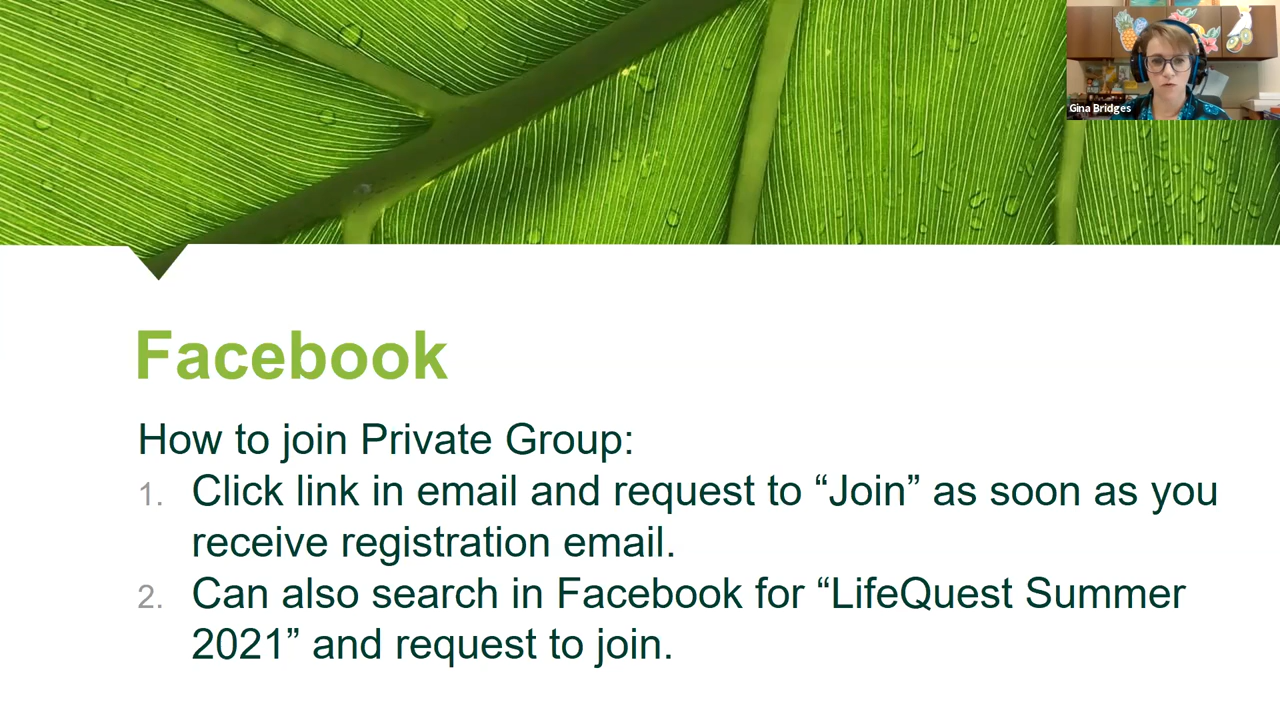 Gina Bridges
Facebook
How to join Private Group:
1. Click link in email and request to “Join” as soon as you
receive registration email.
2. Can also search in Facebook for “LifeQuest Summer
2021” and request to join.